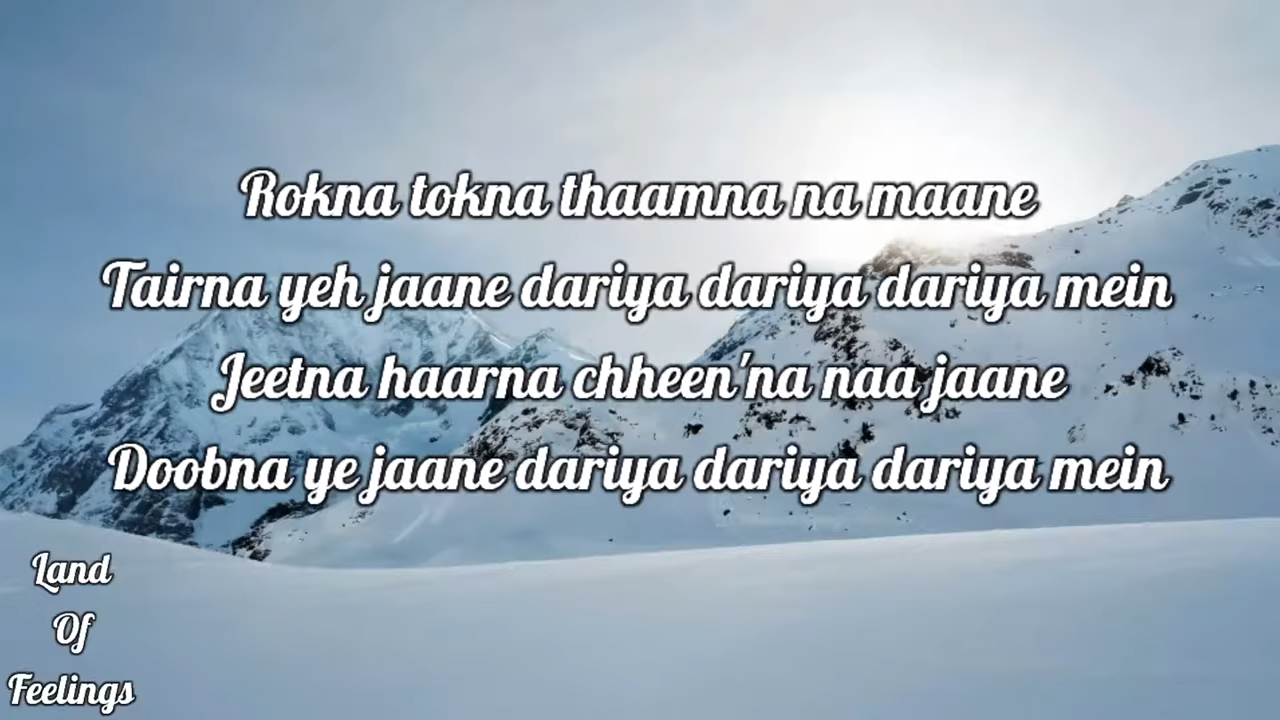 Rokna tokna thaamna na maane
Tairna yeh jaane dariya dariya dariya mein
Jeetna haarna chheen'na naa jaane
Doobna ye jaane dariya dariya dariya mein
Land
Of
Feelings